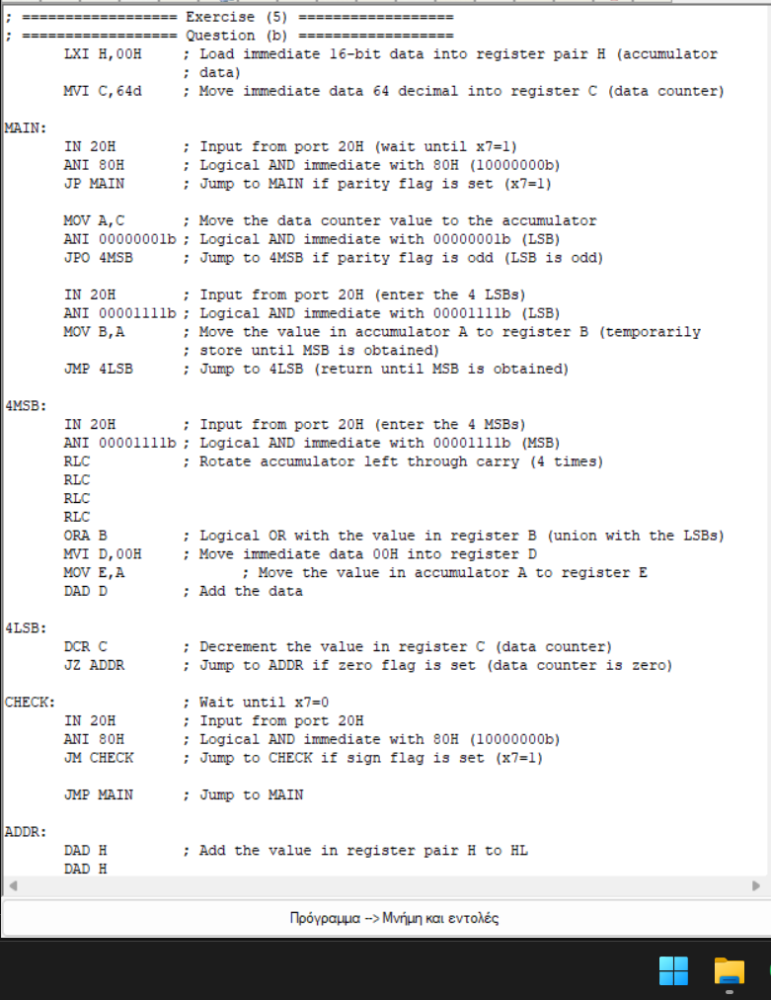 ; ================== Exercise (5) ==================
; ================== Question (b) ==================
LXI H,00H ; Load immediate 16-bit data into register pair H (accumulator
; data)
MVI C,64d ; Move immediate data 64 decimal into register C (data counter)
MAIN:
IN 20H ; Input from port 20H (wait until x7=1)
ANI 80H ; Logical AND immediate with 80H (10000000b)
JP MAIN ; Jump to MAIN if parity flag is set (x7=1)
MOV A,C ; Move the data counter value to the accumulator
ANI 00000001b ; Logical AND immediate with 00000001b (LSB)
JPO 4MSB ; Jump to 4MSB if parity flag is odd (LSB is odd)
IN 20H ; Input from port 20H (enter the 4 LSBs)
ANI 00001111b ; Logical AND immediate with 00001111b (LSB)
MOV B,A ; Move the value in accumulator A to register B (temporarily
; store until MSB is obtained)
JMP 4LSB ; Jump to 4LSB (return until MSB is obtained)
4MSB:
IN 20H ; Input from port 20H (enter the 4 MSBs)
ANI 00001111b ; Logical AND immediate with 00001111b (MSB)
RLC ; Rotate accumulator left through carry (4 times)
RLC
RLC
RLC
ORA B ; Logical OR with the value in register B (union with the LSBs)
MVI D,00H ; Move immediate data 00H into register D
MOV E,A ; Move the value in accumulator A to register E
DAD D ; Add the data
4LSB:
DCR C ; Decrement the value in register C (data counter)
JZ ADDR ; Jump to ADDR if zero flag is set (data counter is zero)
CHECK: ; Wait until x7=0
IN 20H ; Input from port 20H
ANI 80H ; Logical AND immediate with 80H (10000000b)
JM CHECK ; Jump to CHECK if sign flag is set (x7=1)
JMP MAIN ; Jump to MAIN
ADDR:
DAD H ; Add the value in register pair H to HL
DAD H
Πρόγραμμα --> Μνήμη και εντολές